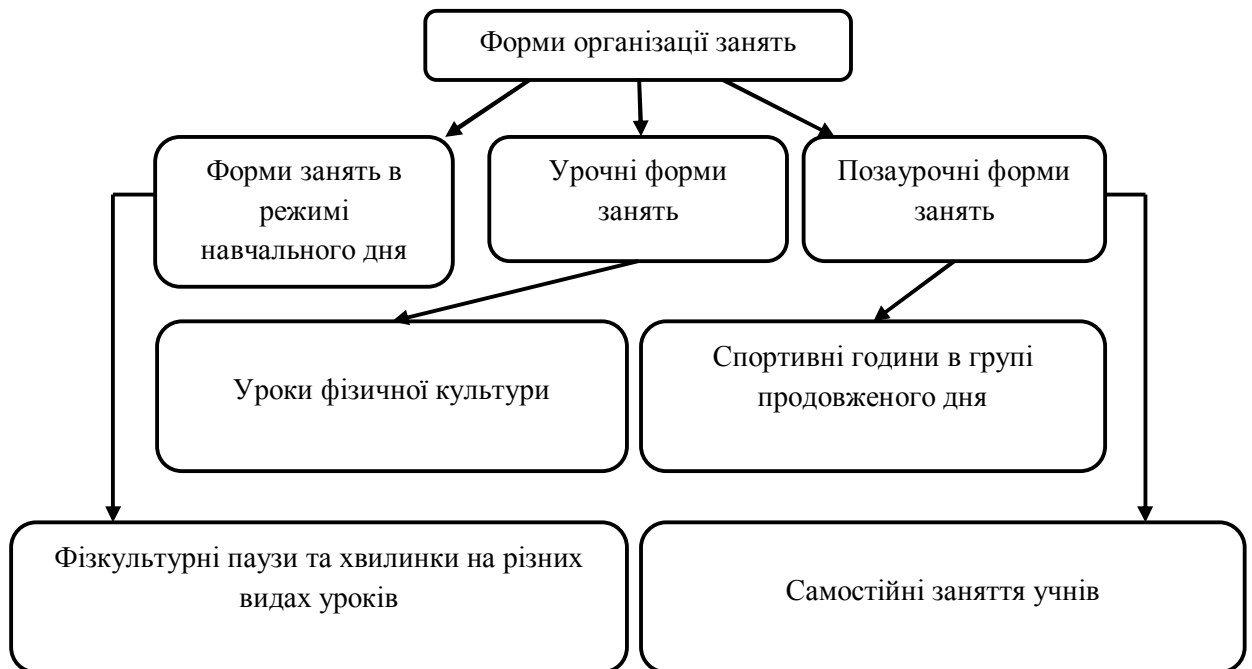 Форми організації занять
Форми занять в
режимі
навчального дня
Урочні форми
занять
Позаурочні форми
занять
Уроки фізичної культури
Спортивні години в групі
продовженого дня
Фізкультурні паузи та хвилинки на різних
видах уроків
Самостійні заняття учнів